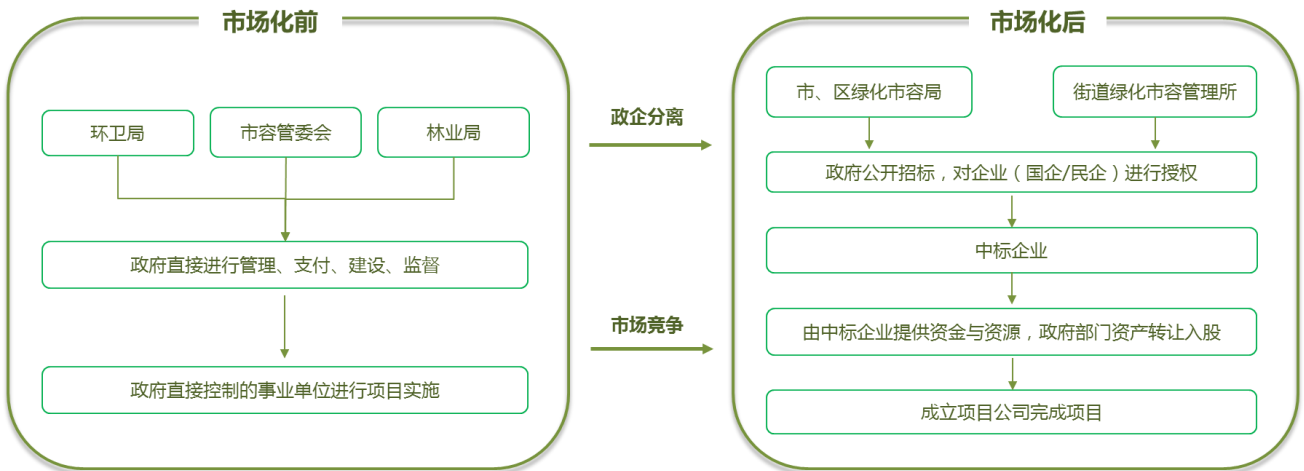 市场化前
环卫局
市容管委会
林业局
政府直接进行管理、支付、建设、监督
政府直接控制的事业单位进行项目实施
政企分离
市场竞争
市场化后
市、区绿化市容局
街道绿化市容管理所
政府公开招标，对企业（国企/民企）进行授权
中标企业
由中标企业提供资金与资源，政府部门资产转让入股
成立项目公司完成项目